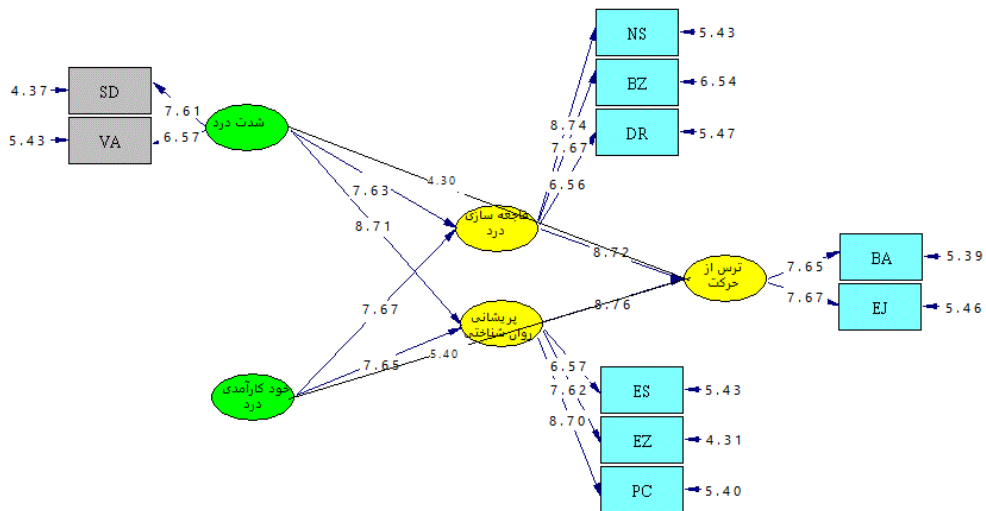 NS
5.43
BZ
6.54
DR
5.47
8.74
7.67
6.56
4.37
SD
5.43
VA
7.61
6.57
شدت درد
7.63
8.71
4.30
فاجعه سازی
درد
8.72
ترس از
حرکت
7.65
7.67
BA
5.39
EJ
5.46
7.67
7.65
5.40
8.76
پریشانی
روان شناختی
خود کارآمدی
درد
6.57
7.62
8.70
ES
5.43
EZ
4.31
PC
5.40